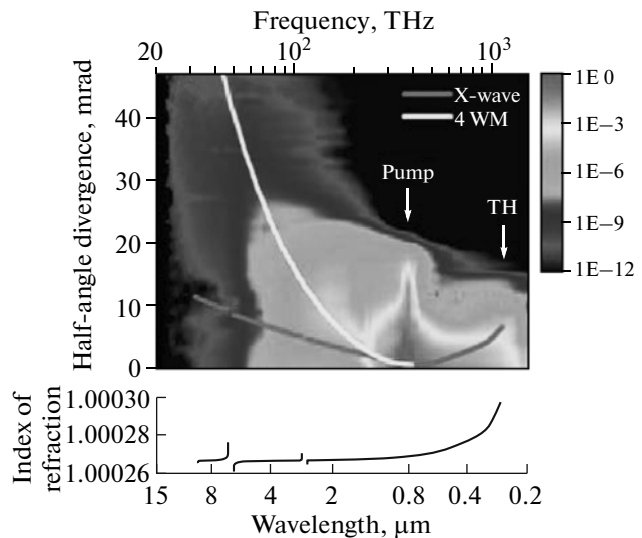 Frequency, THz
20
10²
10³
Half-angle divergence, mrad
40
30
20
10
0
X-wave
4 WM
Pump
TH
1E 0
1E−3
1E−6
1E−9
1E−12
Index of
refraction
1.00030
1.00028
1.00026
15
8
4
2
0.8
0.4
0.2
Wavelength, μm